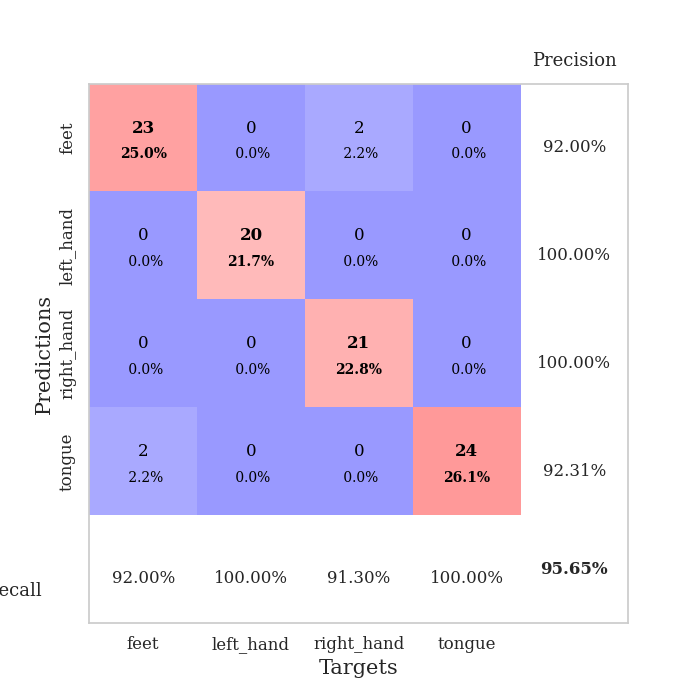 Precision
feet 23 0 2 0 92.00%
25.0% 0.0% 2.2% 0.0%
left_hand 0 20 0 0 100.00%
0.0% 21.7% 0.0% 0.0%
right_hand 0 0 21 0 100.00%
0.0% 0.0% 22.8% 0.0%
tongue 2 0 0 24 92.31%
2.2% 0.0% 0.0% 26.1%
Predictions
ecall 92.00% 100.00% 91.30% 100.00% 95.65%
feet left_hand right_hand tongue
Targets